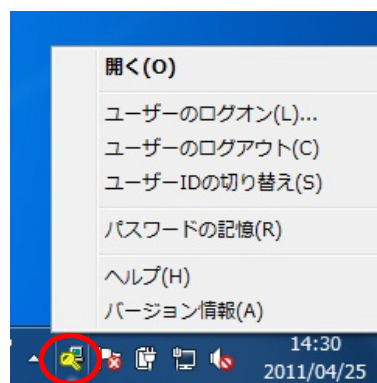 開く(O)
ユーザーのログオン(L)...
ユーザーのログアウト(C)
ユーザーIDの切り替え(S)
パスワードの記憶(R)
ヘルプ(H)
バージョン情報(A)
14:30
2011/04/25